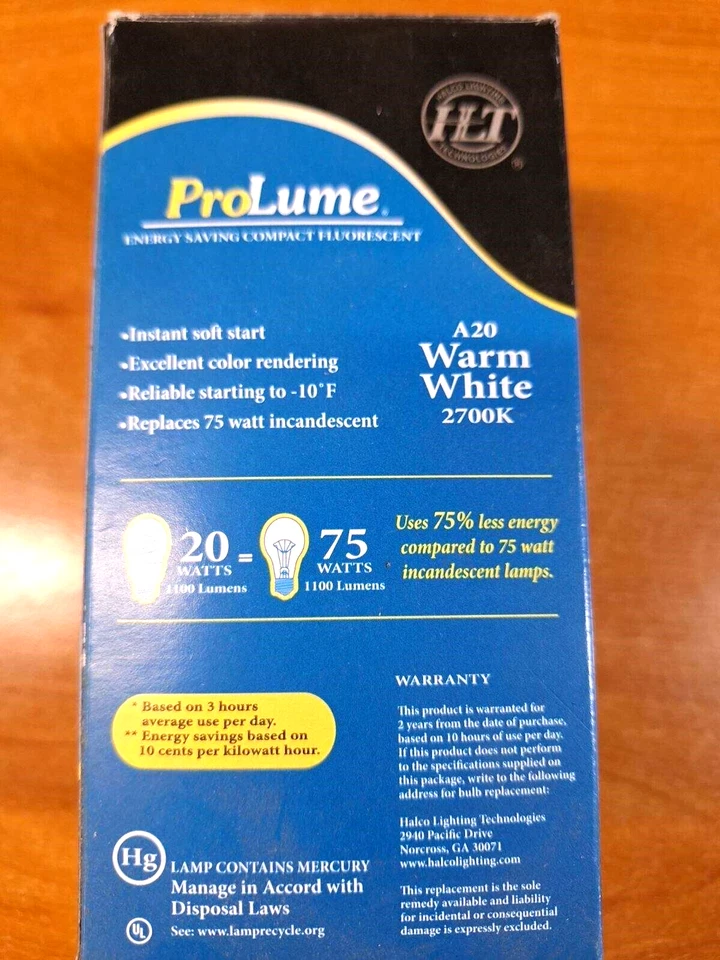 HALCO LIGHTING
HLT
TECHNOLOGIES
®
ProLume®
ENERGY SAVING COMPACT FLUORESCENT
•Instant soft start
•Excellent color rendering
•Reliable starting to -10°F
•Replaces 75 watt incandescent
A20
Warm
White
2700K
20
WATTS
1100 Lumens
=
75
WATTS
1100 Lumens
Uses 75% less energy
compared to 75 watt
incandescent lamps.
* Based on 3 hours
average use per day.
** Energy savings based on
10 cents per kilowatt hour.
WARRANTY
This product is warranted for
2 years from the date of purchase,
based on 10 hours of use per day.
If this product does not perform
to the specifications supplied on
this package, write to the following
address for bulb replacement:
Halco Lighting Technologies
2940 Pacific Drive
Norcross, GA 30071
www.halcolighting.com
This replacement is the sole
remedy available and liability
for incidental or consequential
damage is expressly excluded.
Hg
LAMP CONTAINS MERCURY
Manage in Accord with
Disposal Laws
See: www.lamprecycle.org
UL